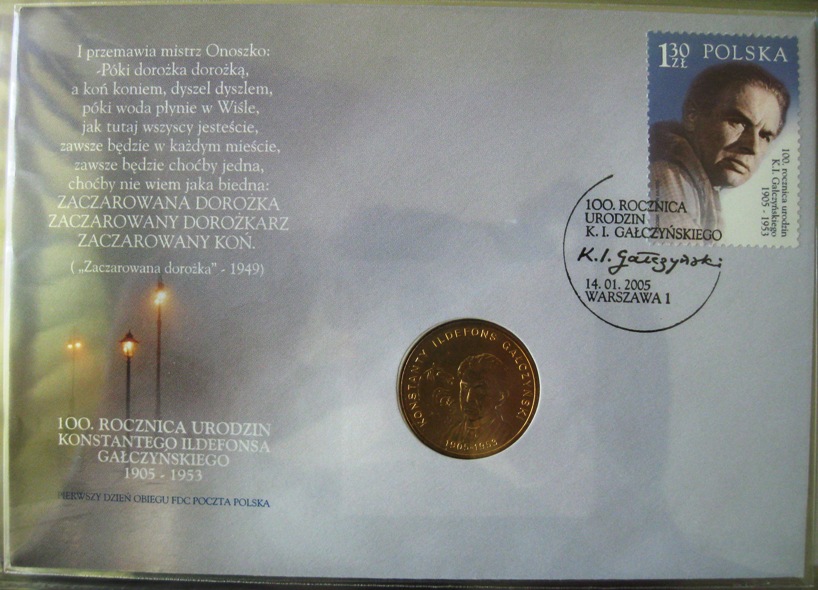 I przemawia mistrz Onoszko:
-Póki dorożka dorożką,
a koń koniem, dyszel dyszlem,
póki woda płynie w Wiśle,
jak tutaj wszyscy jesteście,
zawsze będzie w każdym mieście,
zawsze będzie choćby jedna,
choćby nie wiem jaka biedna:
ZACZAROWANA DOROŻKA
ZACZAROWANY DOROŻKARZ
ZACZAROWANY KOŃ.
( „Zaczarowana dorożka" - 1949)
100. ROCZNICA URODZIN
KONSTANTEGO ILDEFONSA
GAŁCZYŃSKIEGO
1905 - 1953
PIERWSZY DZIEŃ OBIEGU FDC POCZTA POLSKA
1 30 ZŁ POLSKA
100. rocznica urodzin
K.I. Gałczyńskiego
1905 - 1953
100. ROCZNICA
URODZIN
K. I. GAŁCZYŃSKIEGO
K. I. Gałczyński
14. 01. 2005
WARSZAWA 1
KONSTANTY ILDEFONS GAŁCZYŃSKI
1905-1953